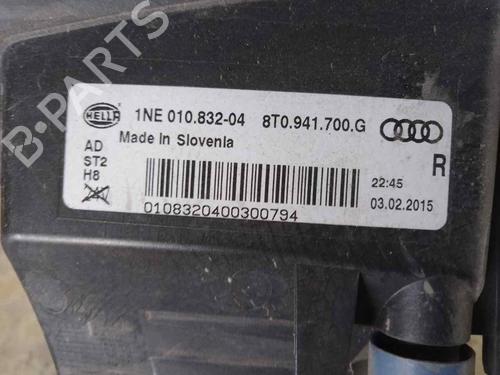 HELLA
1NE 010.832-04 8T0.941.700.G
Made in Slovenia
AD
ST2
H8
R
22:45
03.02.2015
0108320400300794
B-PARTS